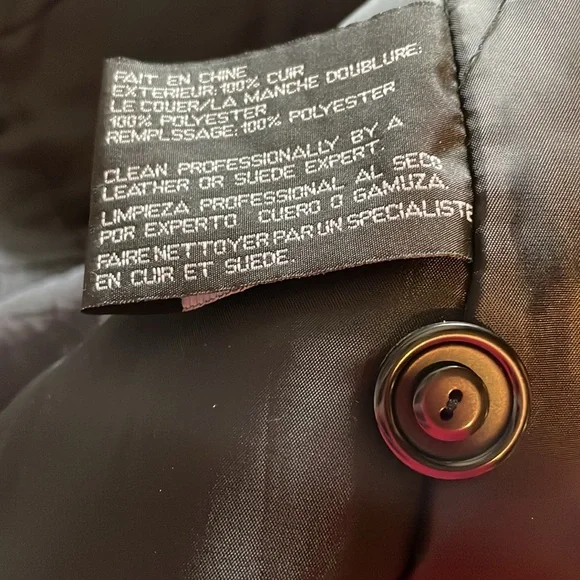 FAIT EN CHINE
EXTERIEUR:100% CUIR
LE COUER/LA MANCHE DOUBLURE:
100% POLYESTER
REMPLSSAGE:100% POLYESTER
CLEAN PROFESSIONALLY BY A
LEATHER OR SUEDE EXPERT.
LIMPIEZA PROFESSIONAL AL SECO
POR EXPERTO CUERO O GAMUZA.
FAIRE NETTOYER PAR UN SPECIALISTE
EN CUIR ET SUEDE.